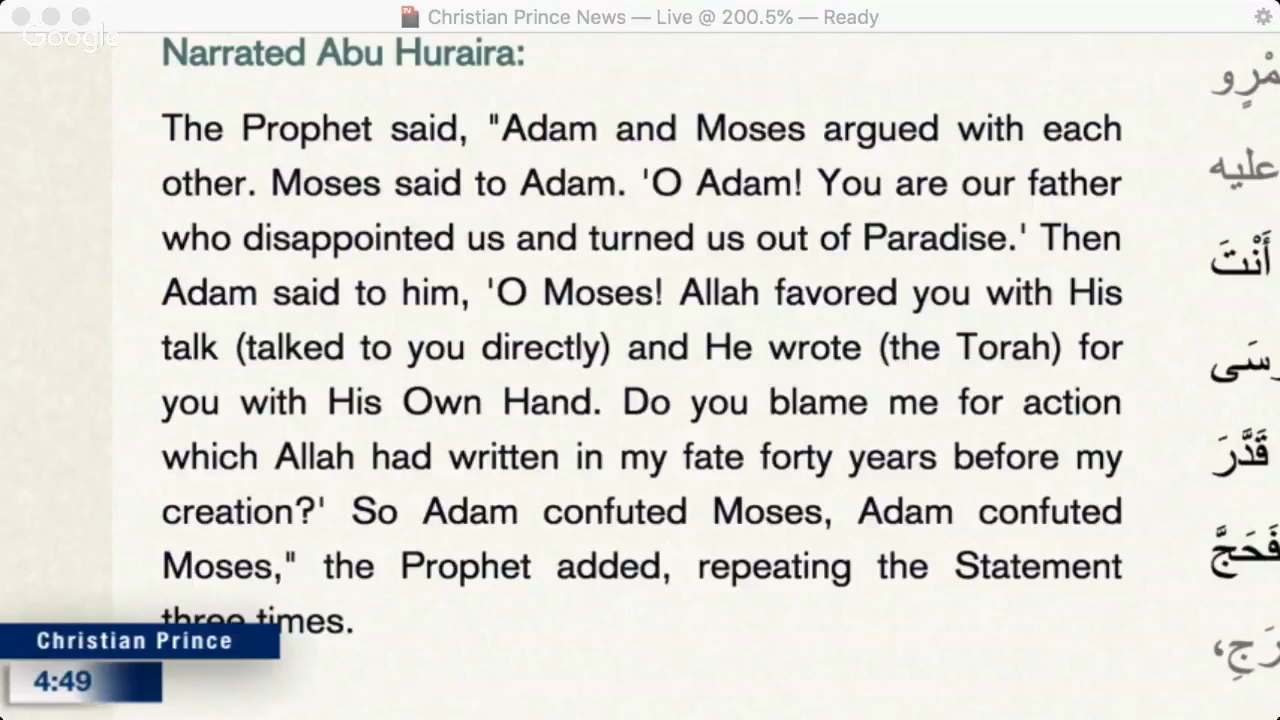 Christian Prince News — Live @ 200.5% — Ready
Google
Narrated Abu Huraira:
The Prophet said, "Adam and Moses argued with each
other. Moses said to Adam. 'O Adam! You are our father
who disappointed us and turned us out of Paradise.' Then
Adam said to him, 'O Moses! Allah favored you with His
talk (talked to you directly) and He wrote (the Torah) for
you with His Own Hand. Do you blame me for action
which Allah had written in my fate forty years before my
creation?' So Adam confuted Moses, Adam confuted
Moses," the Prophet added, repeating the Statement
three times.
عليه
أَنْتَ
قَدَّرَ
فَحَجَّ
Christian Prince
4:49